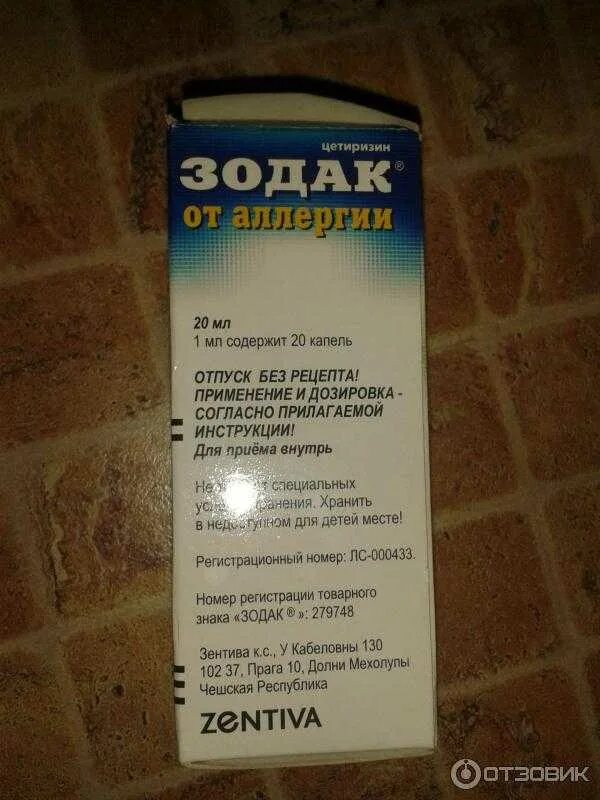 цетиризин
ЗОДАК®
от аллергии
20 мл
1 мл содержит 20 капель
ОТПУСК БЕЗ РЕЦЕПТА!
ПРИМЕНЕНИЕ И ДОЗИРОВКА -
СОГЛАСНО ПРИЛАГАЕМОЙ
ИНСТРУКЦИИ!
Для приёма внутрь
специальных
Хранить
в недоступном для детей месте!
Регистрационный номер: ЛС-000433.
Номер регистрации товарного
знака «ЗОДАК ®»: 279748
Зентива к.с., У Кабеловны 130
102 37, Прага 10, Долни Мехолупы
Чешская Республика
ZENTIVA
ОТЗОВИК